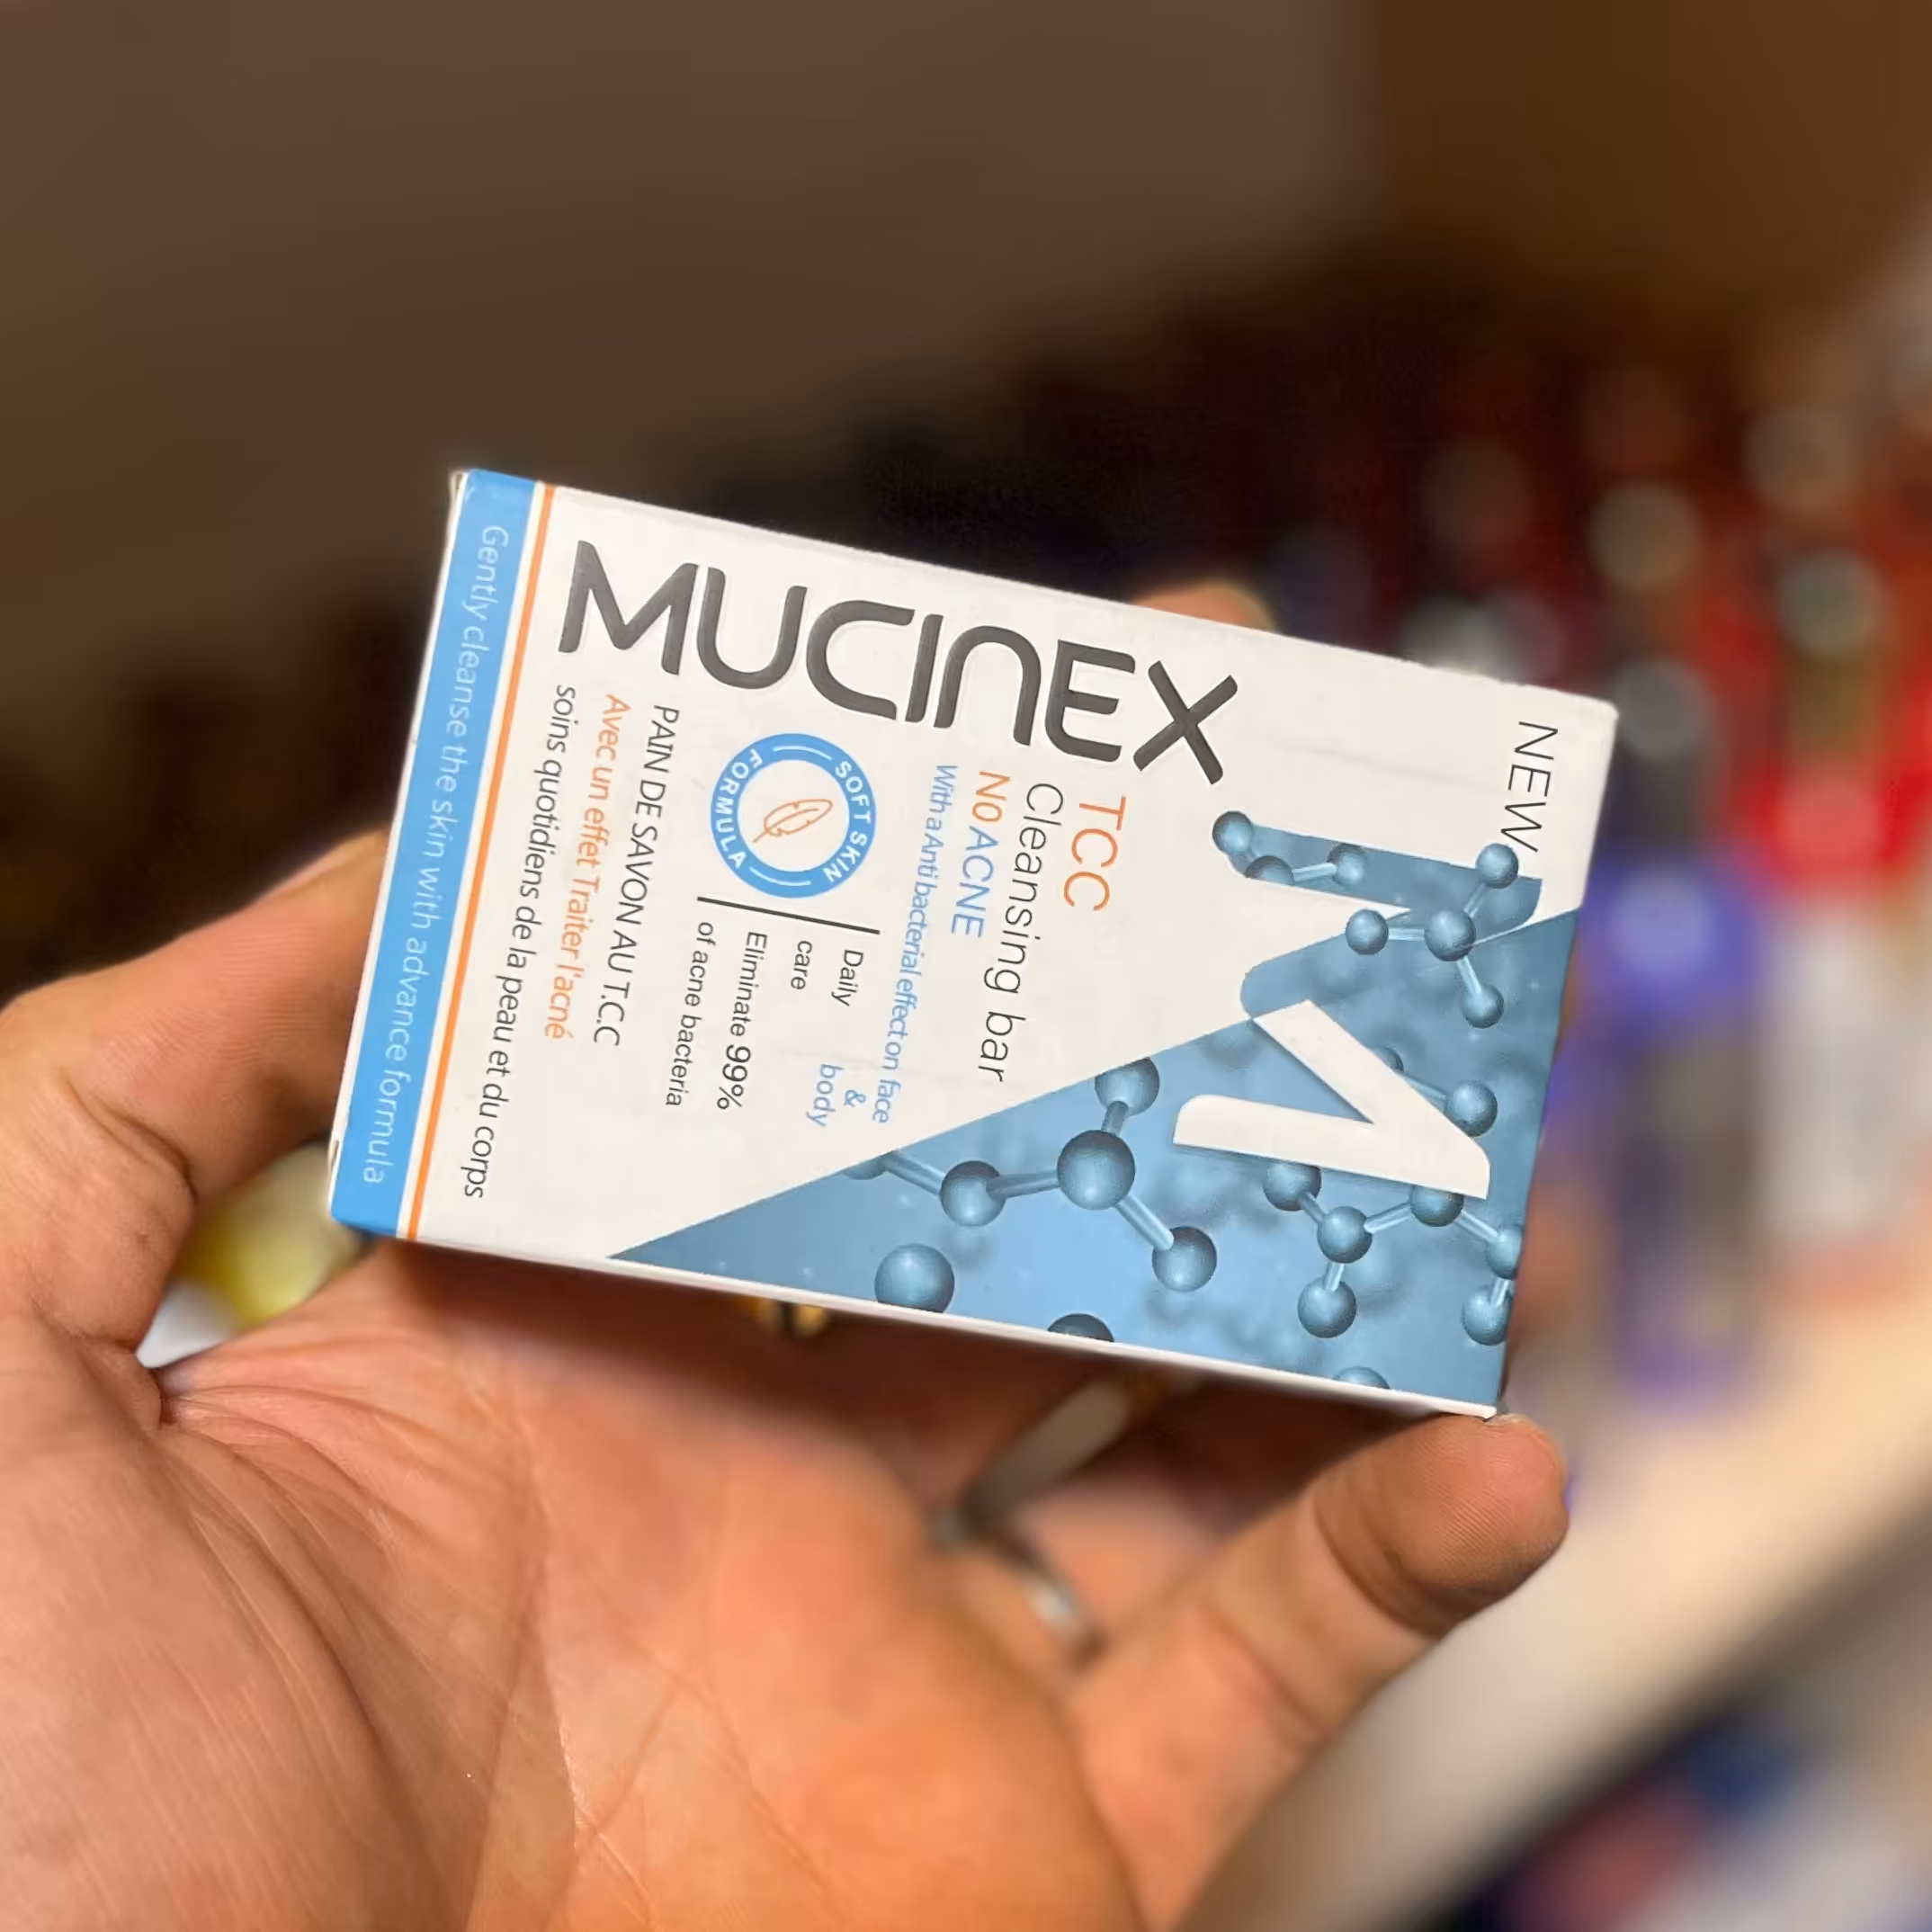 NEW
MUCINEX
TCC
Cleansing bar
NO ACNE
With a Anti bacterial effect on face
&
body
SOFT SKIN
FORMULA
Daily
care
Eliminate 99%
of acne bacteria
PAIN DE SAVON AU T.C.C
Avec un effet Traiter l'acné
soins quotidiens de la peau et du corps
Gently cleanse the skin with advance formula